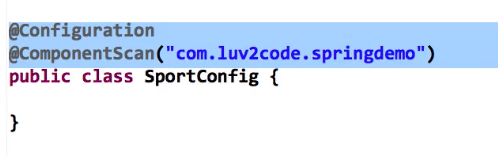 @Configuration
@ComponentScan("com.luv2code.springdemo")
public class SportConfig {
}